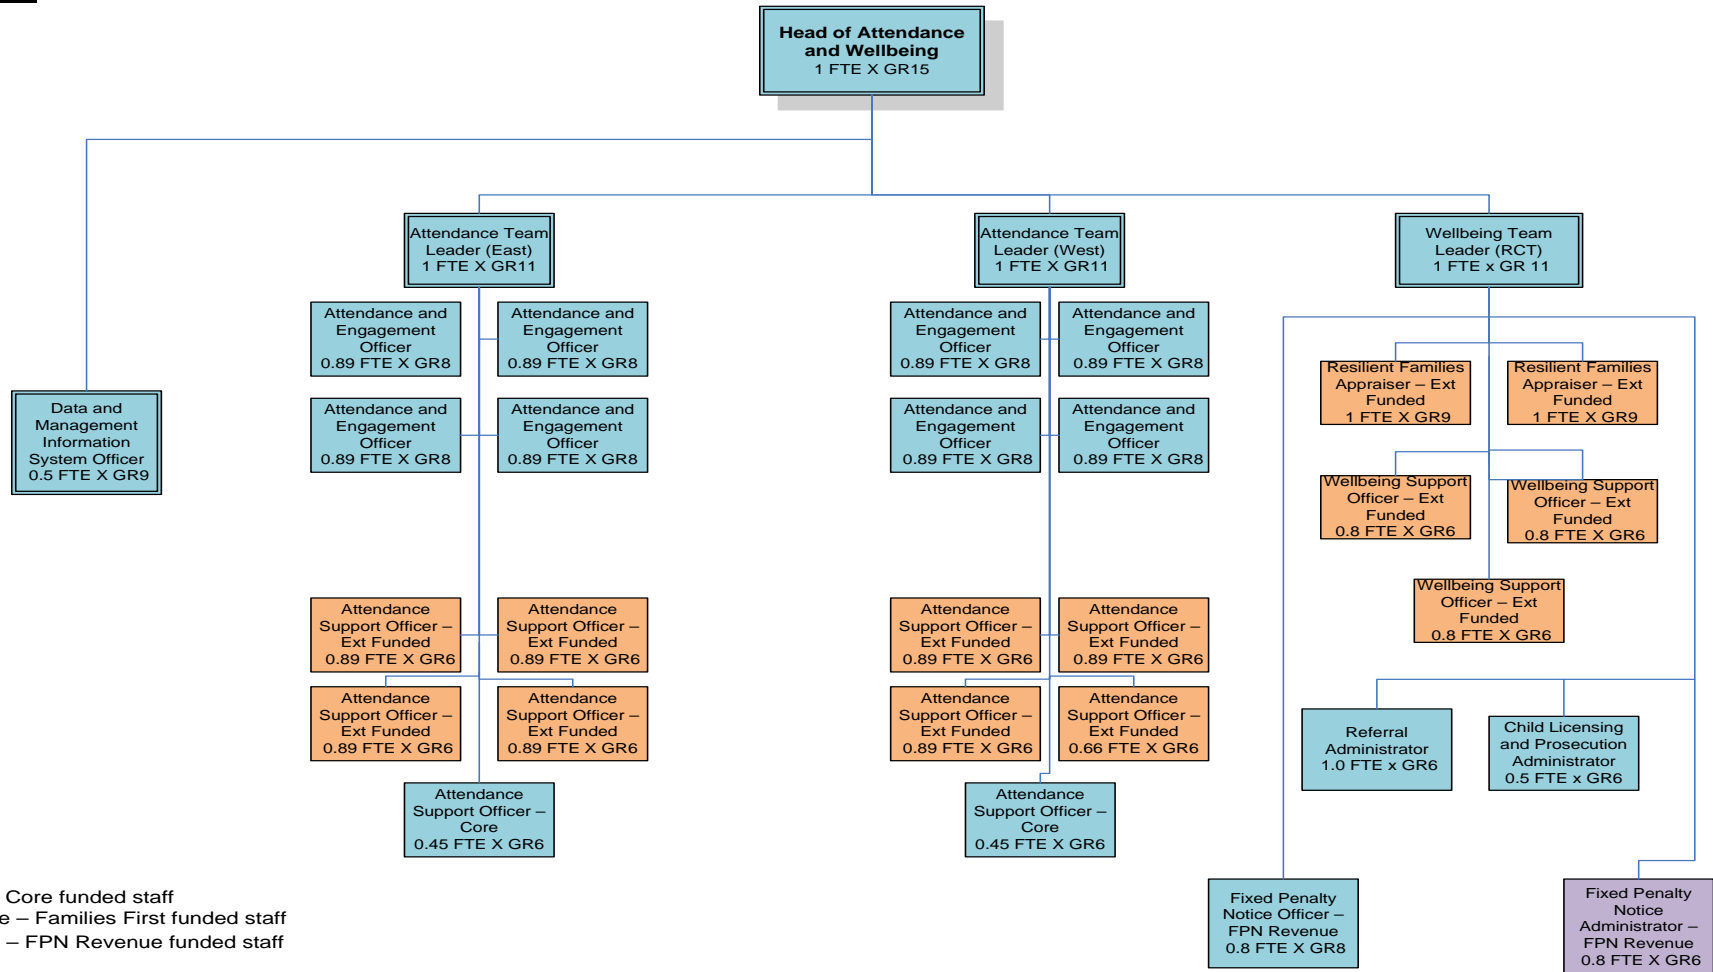 Head of Attendance
and Wellbeing
1 FTE X GR15
Attendance Team
Leader (East)
1 FTE X GR11
Attendance Team
Leader (West)
1 FTE X GR11
Wellbeing Team
Leader (RCT)
1 FTE x GR 11
Data and
Management
Information
System Officer
0.5 FTE X GR9
Attendance and
Engagement
Officer
0.89 FTE X GR8
Attendance and
Engagement
Officer
0.89 FTE X GR8
Attendance and
Engagement
Officer
0.89 FTE X GR8
Attendance and
Engagement
Officer
0.89 FTE X GR8
Attendance
Support Officer –
Ext Funded
0.89 FTE X GR6
Attendance
Support Officer –
Ext Funded
0.89 FTE X GR6
Attendance
Support Officer –
Ext Funded
0.89 FTE X GR6
Attendance
Support Officer –
Ext Funded
0.89 FTE X GR6
Attendance
Support Officer –
Core
0.45 FTE X GR6
Attendance and
Engagement
Officer
0.89 FTE X GR8
Attendance and
Engagement
Officer
0.89 FTE X GR8
Attendance and
Engagement
Officer
0.89 FTE X GR8
Attendance and
Engagement
Officer
0.89 FTE X GR8
Attendance
Support Officer –
Ext Funded
0.89 FTE X GR6
Attendance
Support Officer –
Ext Funded
0.89 FTE X GR6
Attendance
Support Officer –
Ext Funded
0.89 FTE X GR6
Attendance
Support Officer –
Ext Funded
0.66 FTE X GR6
Attendance
Support Officer –
Core
0.45 FTE X GR6
Resilient Families
Appraiser – Ext
Funded
1 FTE X GR9
Resilient Families
Appraiser – Ext
Funded
1 FTE X GR9
Wellbeing Support
Officer – Ext
Funded
0.8 FTE X GR6
Wellbeing Support
Officer – Ext
Funded
0.8 FTE X GR6
Wellbeing Support
Officer – Ext
Funded
0.8 FTE X GR6
Referral
Administrator
1.0 FTE x GR6
Child Licensing
and Prosecution
Administrator
0.5 FTE x GR6
Fixed Penalty
Notice Officer –
FPN Revenue
0.8 FTE X GR8
Fixed Penalty
Notice
Administrator –
FPN Revenue
0.8 FTE X GR6
Core funded staff
e – Families First funded staff
– FPN Revenue funded staff